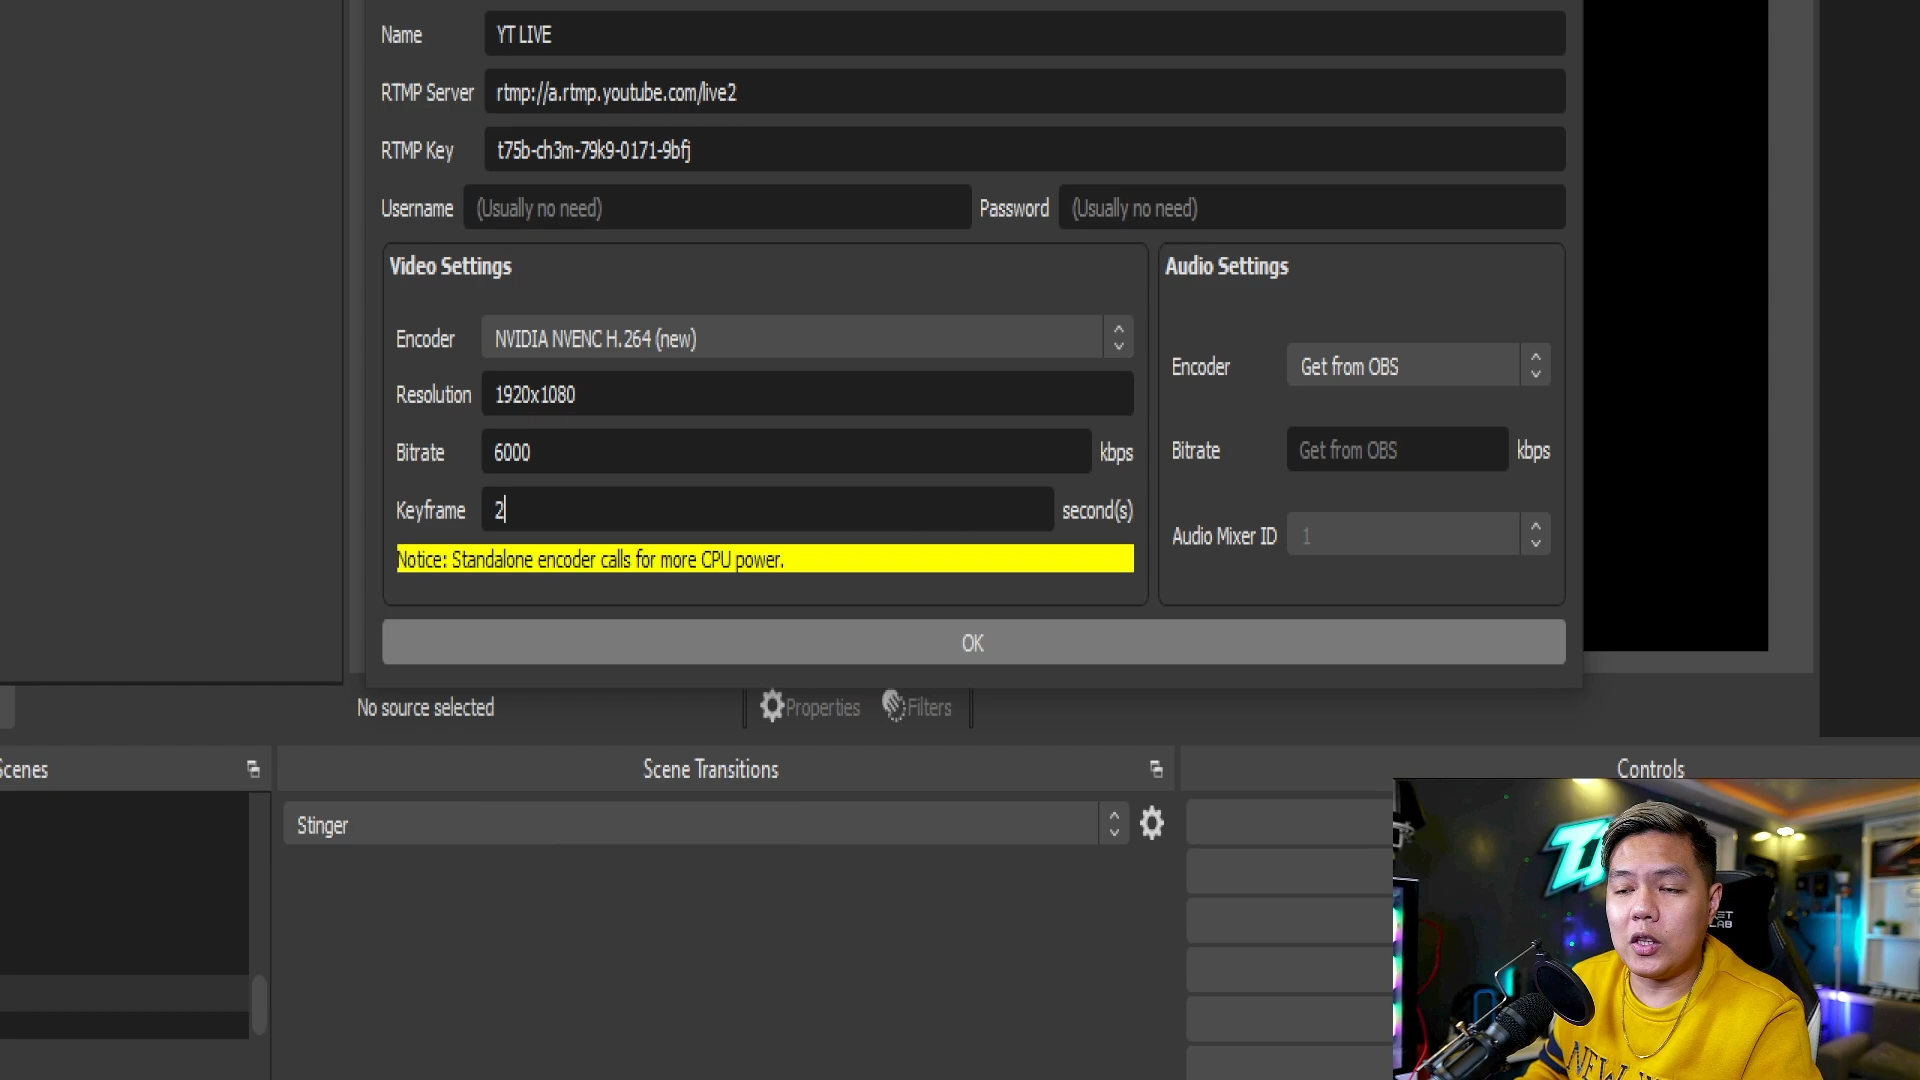 Name YT LIVE
RTMP Server rtmp://a.rtmp.youtube.com/live2
RTMP Key t75b-ch3m-79k9-0171-9bfj
Username (Usually no need) Password (Usually no need)
Video Settings
Encoder NVIDIA NVENC H.264 (new)
Resolution 1920x1080
Bitrate 6000 kbps
Keyframe 2 second(s)
Notice: Standalone encoder calls for more CPU power.
Audio Settings
Encoder Get from OBS
Bitrate Get from OBS kbps
Audio Mixer ID 1
OK
No source selected
Properties
Filters
Scenes
Scene Transitions
Controls
Stinger
LAB
NEW